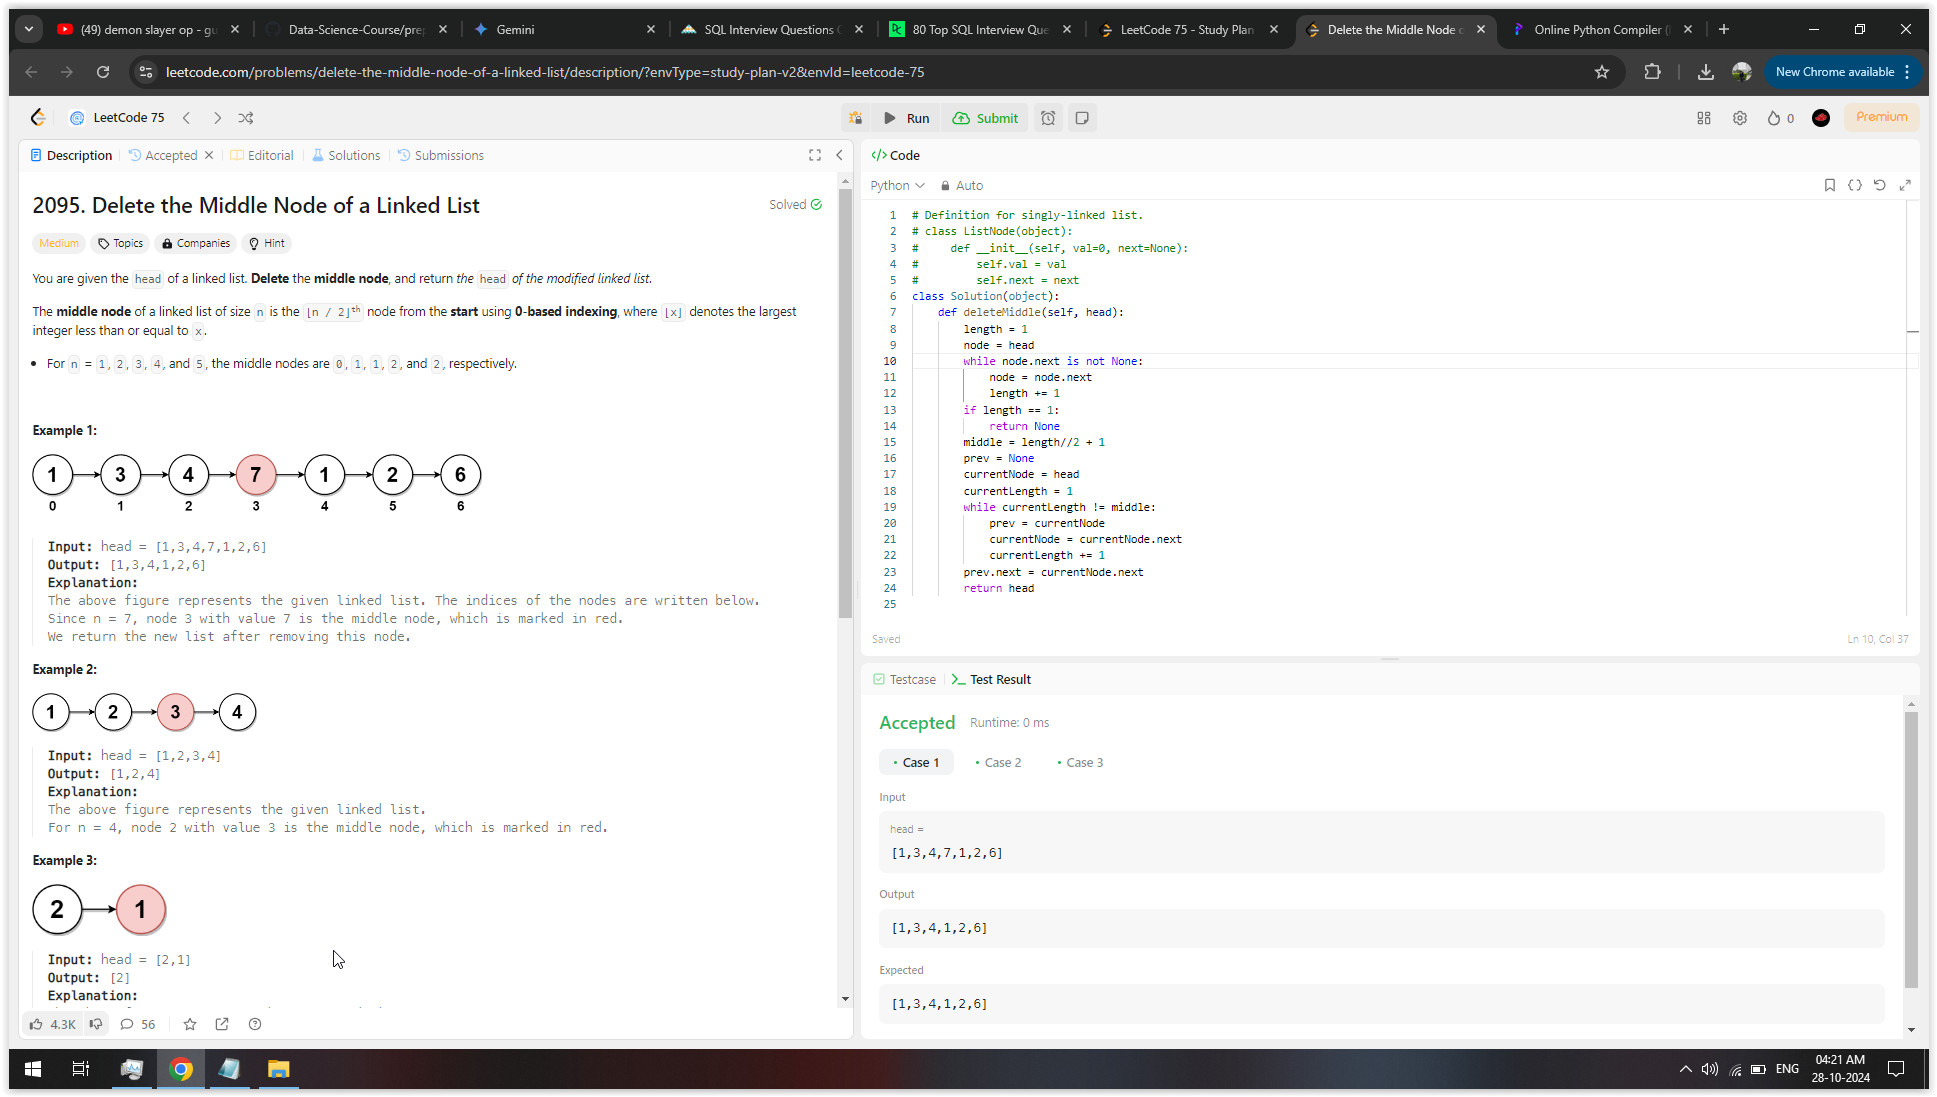 (49) demon slayer op - gu
Data-Science-Course/prep
Gemini
SQL Interview Questions
80 Top SQL Interview Que
LeetCode 75 - Study Plan
Delete the Middle Node o
Online Python Compiler (
leetcode.com/problems/delete-the-middle-node-of-a-linked-list/description/?envType=study-plan-v2&envId=leetcode-75
New Chrome available
LeetCode 75
Run
Submit
0
Premium
Description
Accepted
Editorial
Solutions
Submissions
2095. Delete the Middle Node of a Linked List
Solved
Medium
Topics
Companies
Hint
You are given the head of a linked list. Delete the middle node, and return the head of the modified linked list.
The middle node of a linked list of size n is the ⌊n / 2⌋th node from the start using 0-based indexing, where ⌊x⌋ denotes the largest
integer less than or equal to x.
• For n = 1, 2, 3, 4, and 5, the middle nodes are 0, 1, 1, 2, and 2, respectively.
Example 1:
1 3 4 7 1 2 6
0 1 2 3 4 5 6
Input: head = [1,3,4,7,1,2,6]
Output: [1,3,4,1,2,6]
Explanation:
The above figure represents the given linked list. The indices of the nodes are written below.
Since n = 7, node 3 with value 7 is the middle node, which is marked in red.
We return the new list after removing this node.
Example 2:
1 2 3 4
Input: head = [1,2,3,4]
Output: [1,2,4]
Explanation:
The above figure represents the given linked list.
For n = 4, node 2 with value 3 is the middle node, which is marked in red.
Example 3:
2 1
Input: head = [2,1]
Output: [2]
Explanation:
4.3K
56
Code
Python
Auto
1 # Definition for singly-linked list.
2 # class ListNode(object):
3 #     def __init__(self, val=0, next=None):
4 #         self.val = val
5 #         self.next = next
6 class Solution(object):
7     def deleteMiddle(self, head):
8         length = 1
9         node = head
10         while node.next is not None:
11             node = node.next
12             length += 1
13         if length == 1:
14             return None
15         middle = length//2 + 1
16         prev = None
17         currentNode = head
18         currentLength = 1
19         while currentLength != middle:
20             prev = currentNode
21             currentNode = currentNode.next
22             currentLength += 1
23         prev.next = currentNode.next
24         return head
25
Saved
Ln 10, Col 37
Testcase
Test Result
Accepted
Runtime: 0 ms
• Case 1
• Case 2
• Case 3
Input
head =
[1,3,4,7,1,2,6]
Output
[1,3,4,1,2,6]
Expected
[1,3,4,1,2,6]
ENG
04:21 AM
28-10-2024